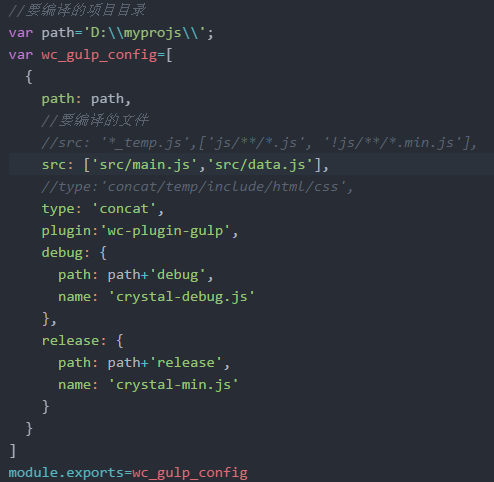 //要编译的项目目录
var path='D:\\myprojs\\';
var wc_gulp_config=[
  {
    path: path,
    //要编译的文件
    //src: '*_temp.js',['js/**/*.js', '!js/**/*.min.js'],
    src: ['src/main.js','src/data.js'],
    //type:'concat/temp/include/html/css',
    type: 'concat',
    plugin:'wc-plugin-gulp',
    debug: {
      path: path+'debug',
      name: 'crystal-debug.js'
    },
    release: {
      path: path+'release',
      name: 'crystal-min.js'
    }
  }
]
module.exports=wc_gulp_config